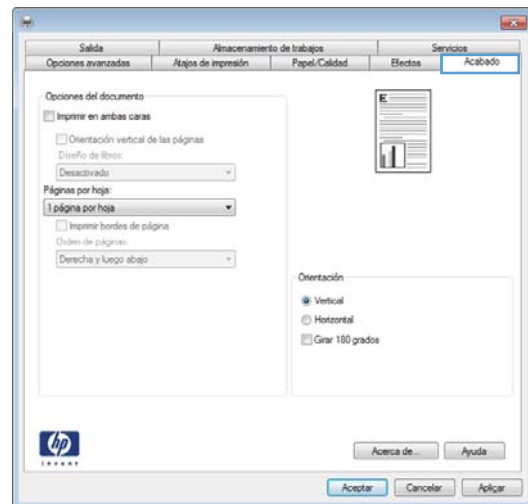 Salida Almacenamiento de trabajos Servicios
Opciones avanzadas Atajos de impresión Papel/Calidad Efectos Acabado
Opciones del documento
Imprimir en ambas caras
Orientación vertical de las páginas
Diseño de libros:
Desactivado
Páginas por hoja:
1 página por hoja
Imprimir bordes de página
Orden de páginas:
Derecha y luego abajo
E
Orientación
Vertical
Horizontal
Girar 180 grados
hp
invent
Acerca de... Ayuda
Aceptar Cancelar Aplicar